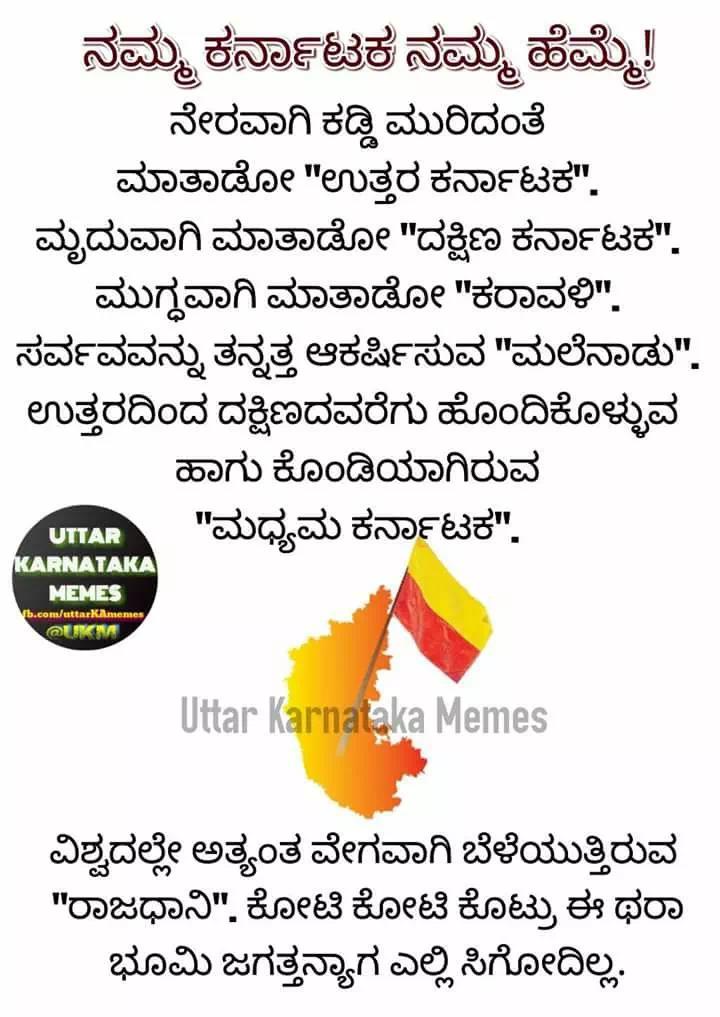 ನಮ್ಮ ಕರ್ನಾಟಕ ನಮ್ಮ ಹೆಮ್ಮೆ!
ನೇರವಾಗಿ ಕಡ್ಡಿ ಮುರಿದಂತೆ
ಮಾತಾಡೋ "ಉತ್ತರ ಕರ್ನಾಟಕ".
ಮೃದುವಾಗಿ ಮಾತಾಡೋ "ದಕ್ಷಿಣ ಕರ್ನಾಟಕ".
ಮುಗ್ಧವಾಗಿ ಮಾತಾಡೋ "ಕರಾವಳಿ".
ಸರ್ವವವನ್ನು ತನ್ನತ್ತ ಆಕರ್ಷಿಸುವ "ಮಲೆನಾಡು".
ಉತ್ತರದಿಂದ ದಕ್ಷಿಣದವರೆಗು ಹೊಂದಿಕೊಳ್ಳುವ
ಹಾಗು ಕೊಂಡಿಯಾಗಿರುವ
"ಮಧ್ಯಮ ಕರ್ನಾಟಕ".
UTTAR
KARNATAKA
MEMES
fb.com/uttarKAmemes
@UKM
Uttar Karnataka Memes
ವಿಶ್ವದಲ್ಲೇ ಅತ್ಯಂತ ವೇಗವಾಗಿ ಬೆಳೆಯುತ್ತಿರುವ
"ರಾಜಧಾನಿ". ಕೋಟಿ ಕೋಟಿ ಕೊಟ್ರು ಈ ಥರಾ
ಭೂಮಿ ಜಗತ್ತನ್ಯಾಗ ಎಲ್ಲಿ ಸಿಗೋದಿಲ್ಲ.